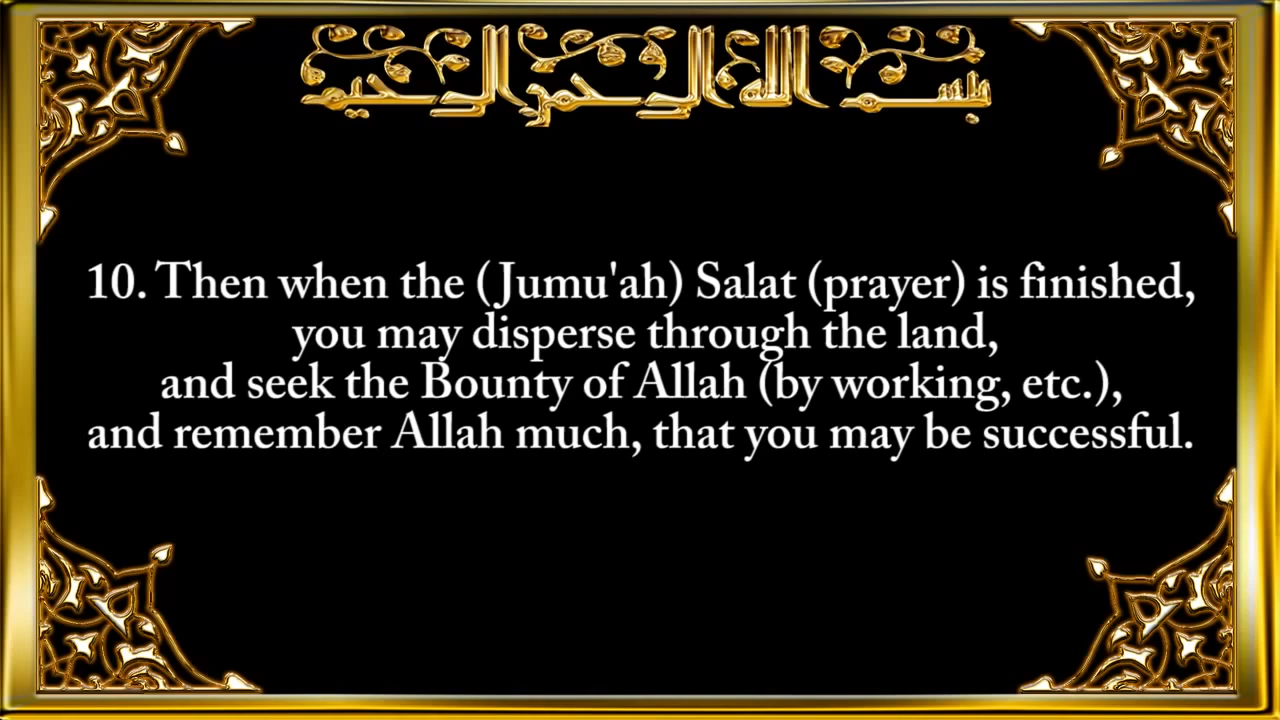 بسم الله الرحمن الرحيم
10. Then when the (Jumu'ah) Salat (prayer) is finished,
you may disperse through the land,
and seek the Bounty of Allah (by working, etc.),
and remember Allah much, that you may be successful.